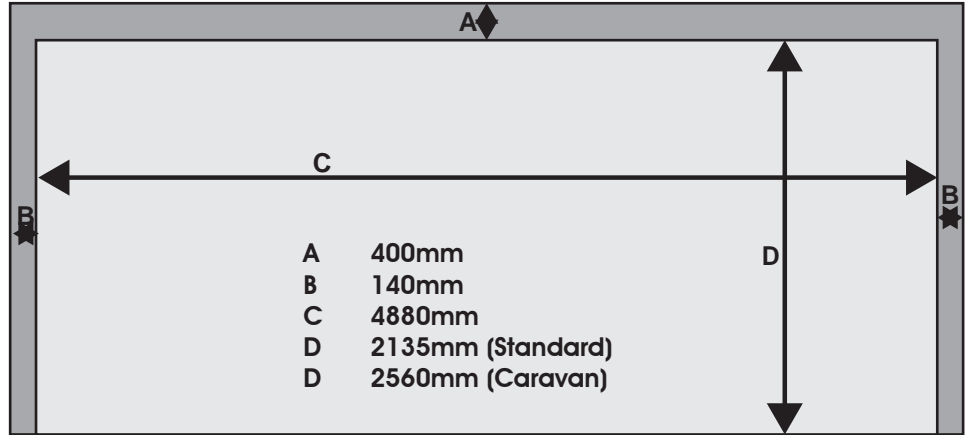 A
C
B
B
D
A 400mm
B 140mm
C 4880mm
D 2135mm (Standard)
D 2560mm (Caravan)